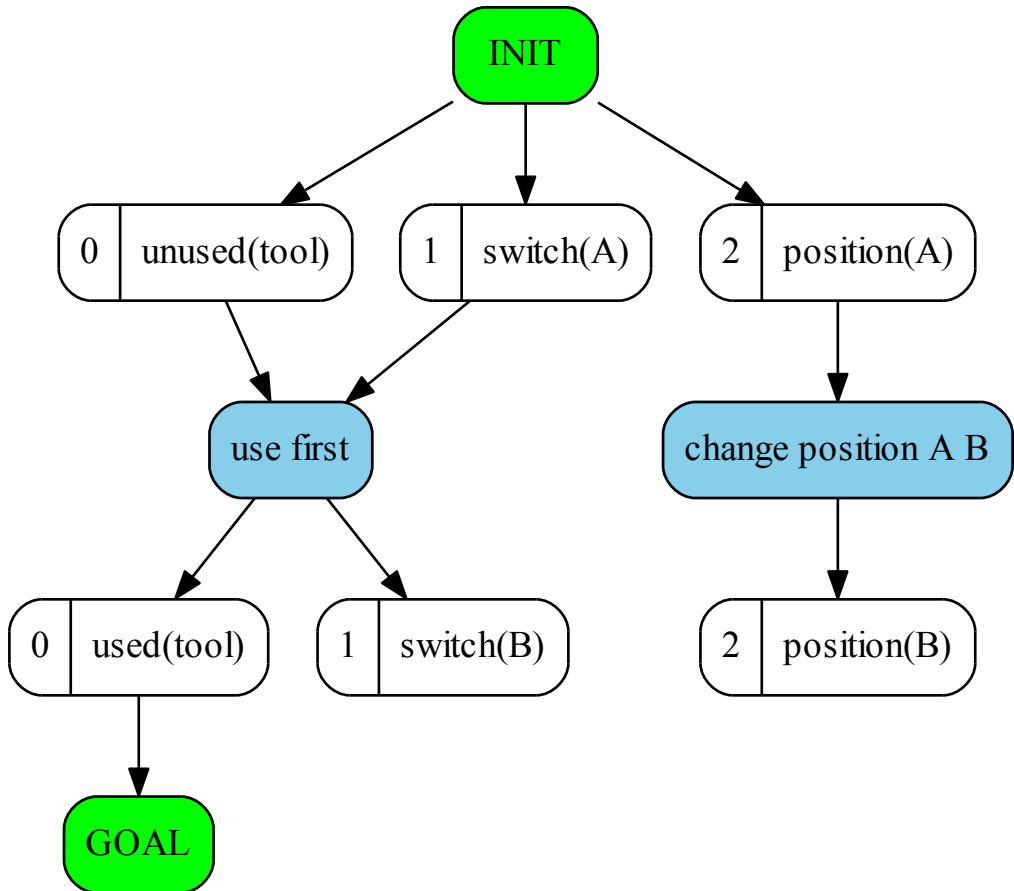 INIT
0 unused(tool)
1 switch(A)
2 position(A)
use first
change position A B
0 used(tool)
1 switch(B)
2 position(B)
GOAL